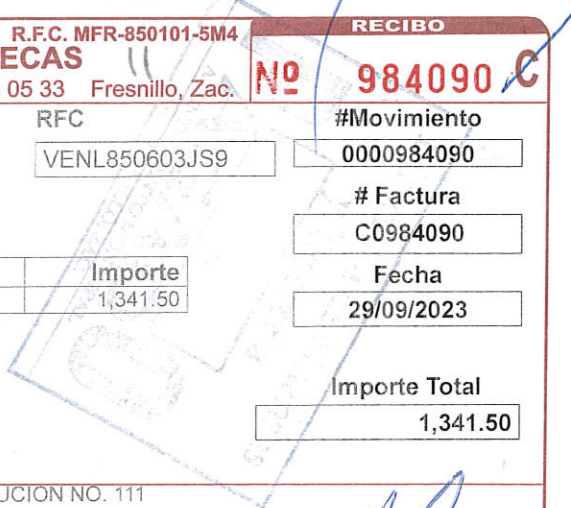 R.F.C. MFR-850101-5M4
RECIBO
ECAS
11
05 33 Fresnillo, Zac.
Nº 984090 C
RFC
#Movimiento
VENL850603JS9
0000984090
# Factura
C0984090
Importe
Fecha
1,341.50
29/09/2023
Importe Total
1,341.50
UCION NO. 111